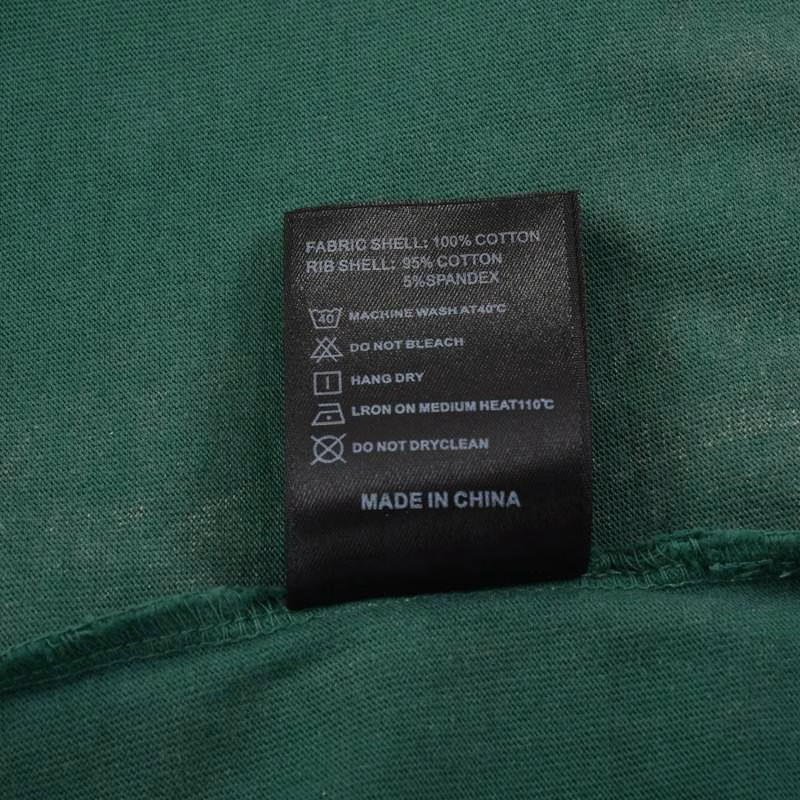 FABRIC SHELL: 100% COTTON
RIB SHELL: 95% COTTON
5%SPANDEX
40 MACHINE WASH AT40℃
DO NOT BLEACH
HANG DRY
LRON ON MEDIUM HEAT110℃
DO NOT DRYCLEAN
MADE IN CHINA